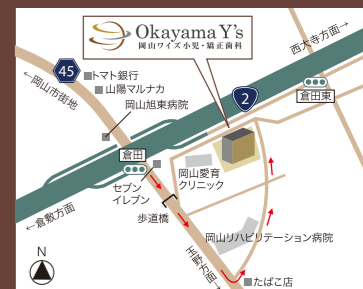 Okayama Y's
岡山ワイズ小児・矯正歯科
西大寺方面→
45
トマト銀行
山陽マルナカ
←岡山市街地
2
倉田東
岡山旭東病院
倉田
セブン
イレブン
岡山愛育
クリニック
←倉敷方面
歩道橋
岡山リハビリテーション病院
玉野方面→
N
たばこ店